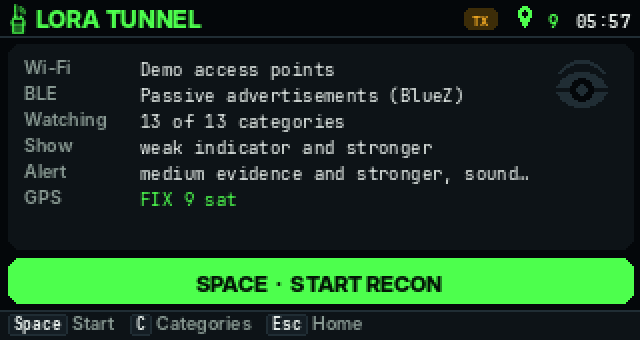 LORA TUNNEL TX 9 05:57
Wi-Fi Demo access points
BLE Passive advertisements (BlueZ)
Watching 13 of 13 categories
Show weak indicator and stronger
Alert medium evidence and stronger, sound…
GPS FIX 9 sat
SPACE · START RECON
Space Start C Categories Esc Home